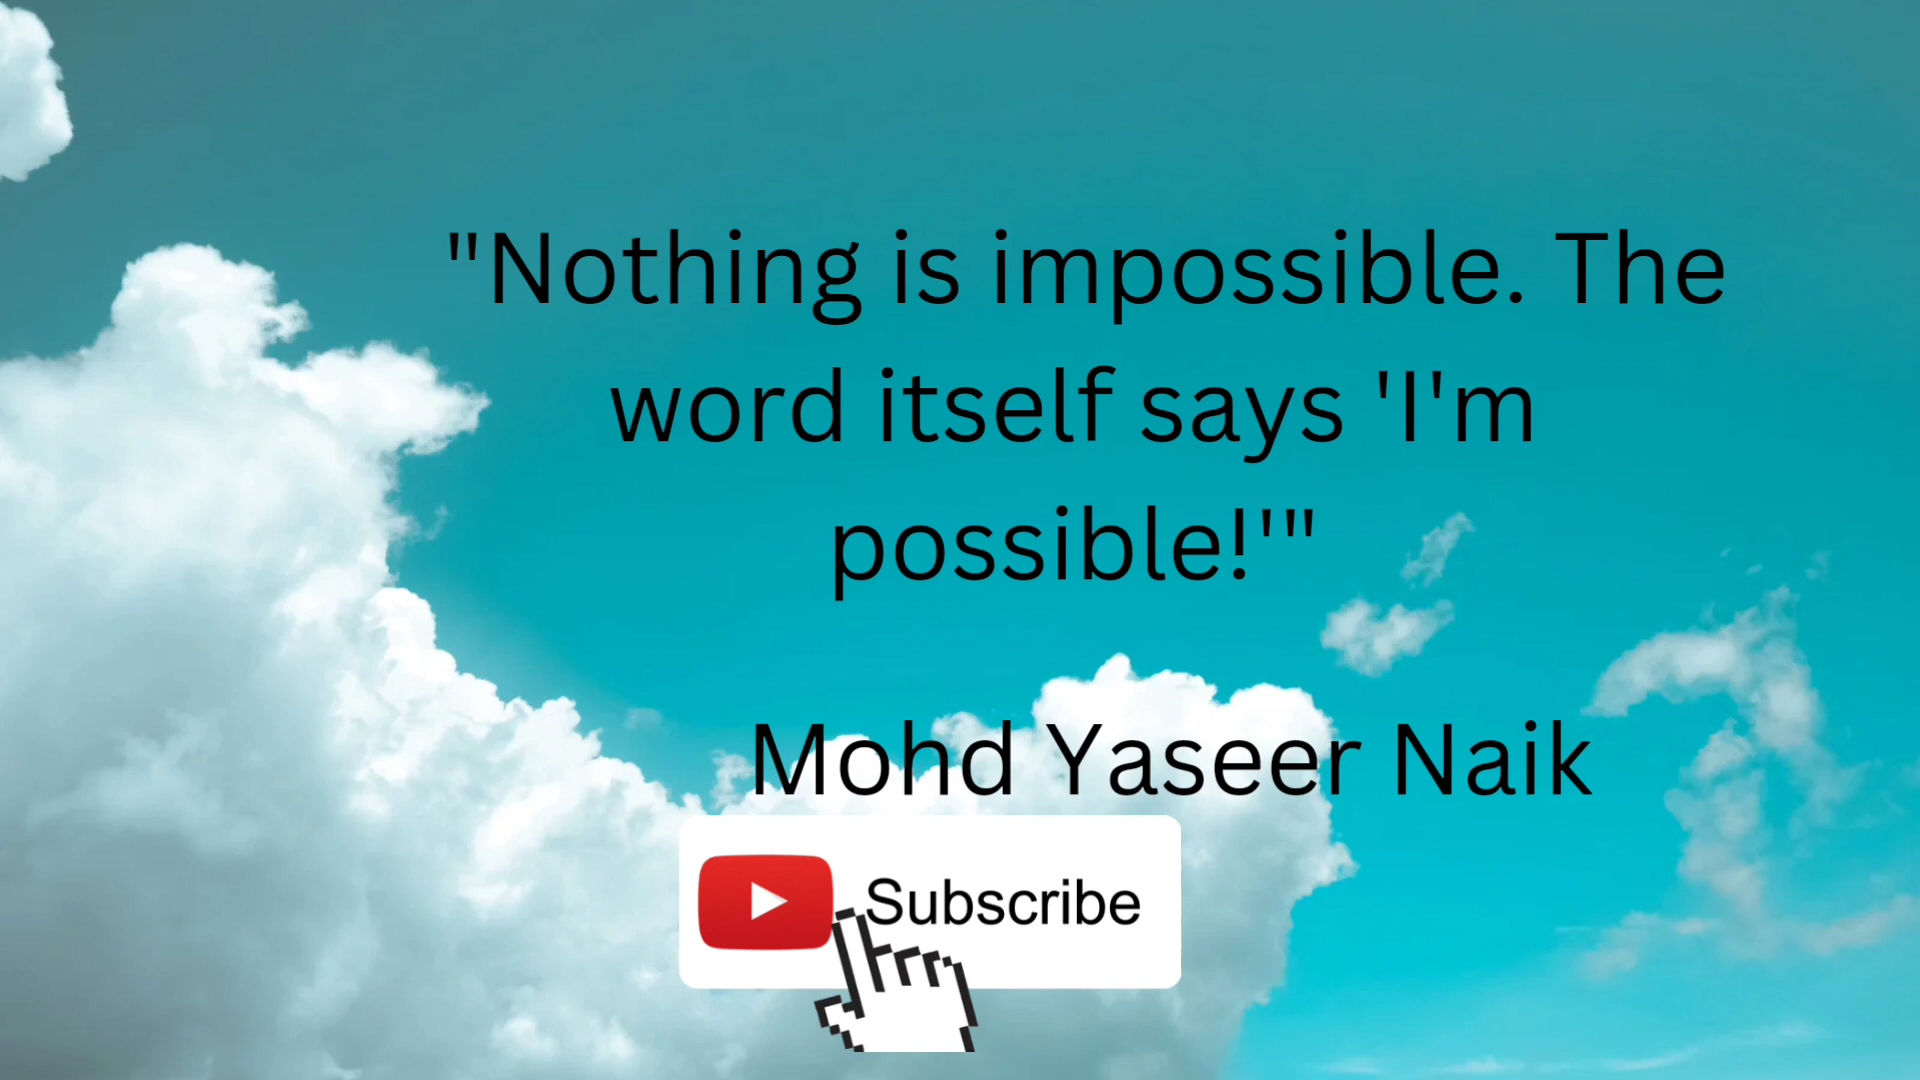 "Nothing is impossible. The
word itself says 'I'm
possible!'"
Mohd Yaseer Naik
Subscribe